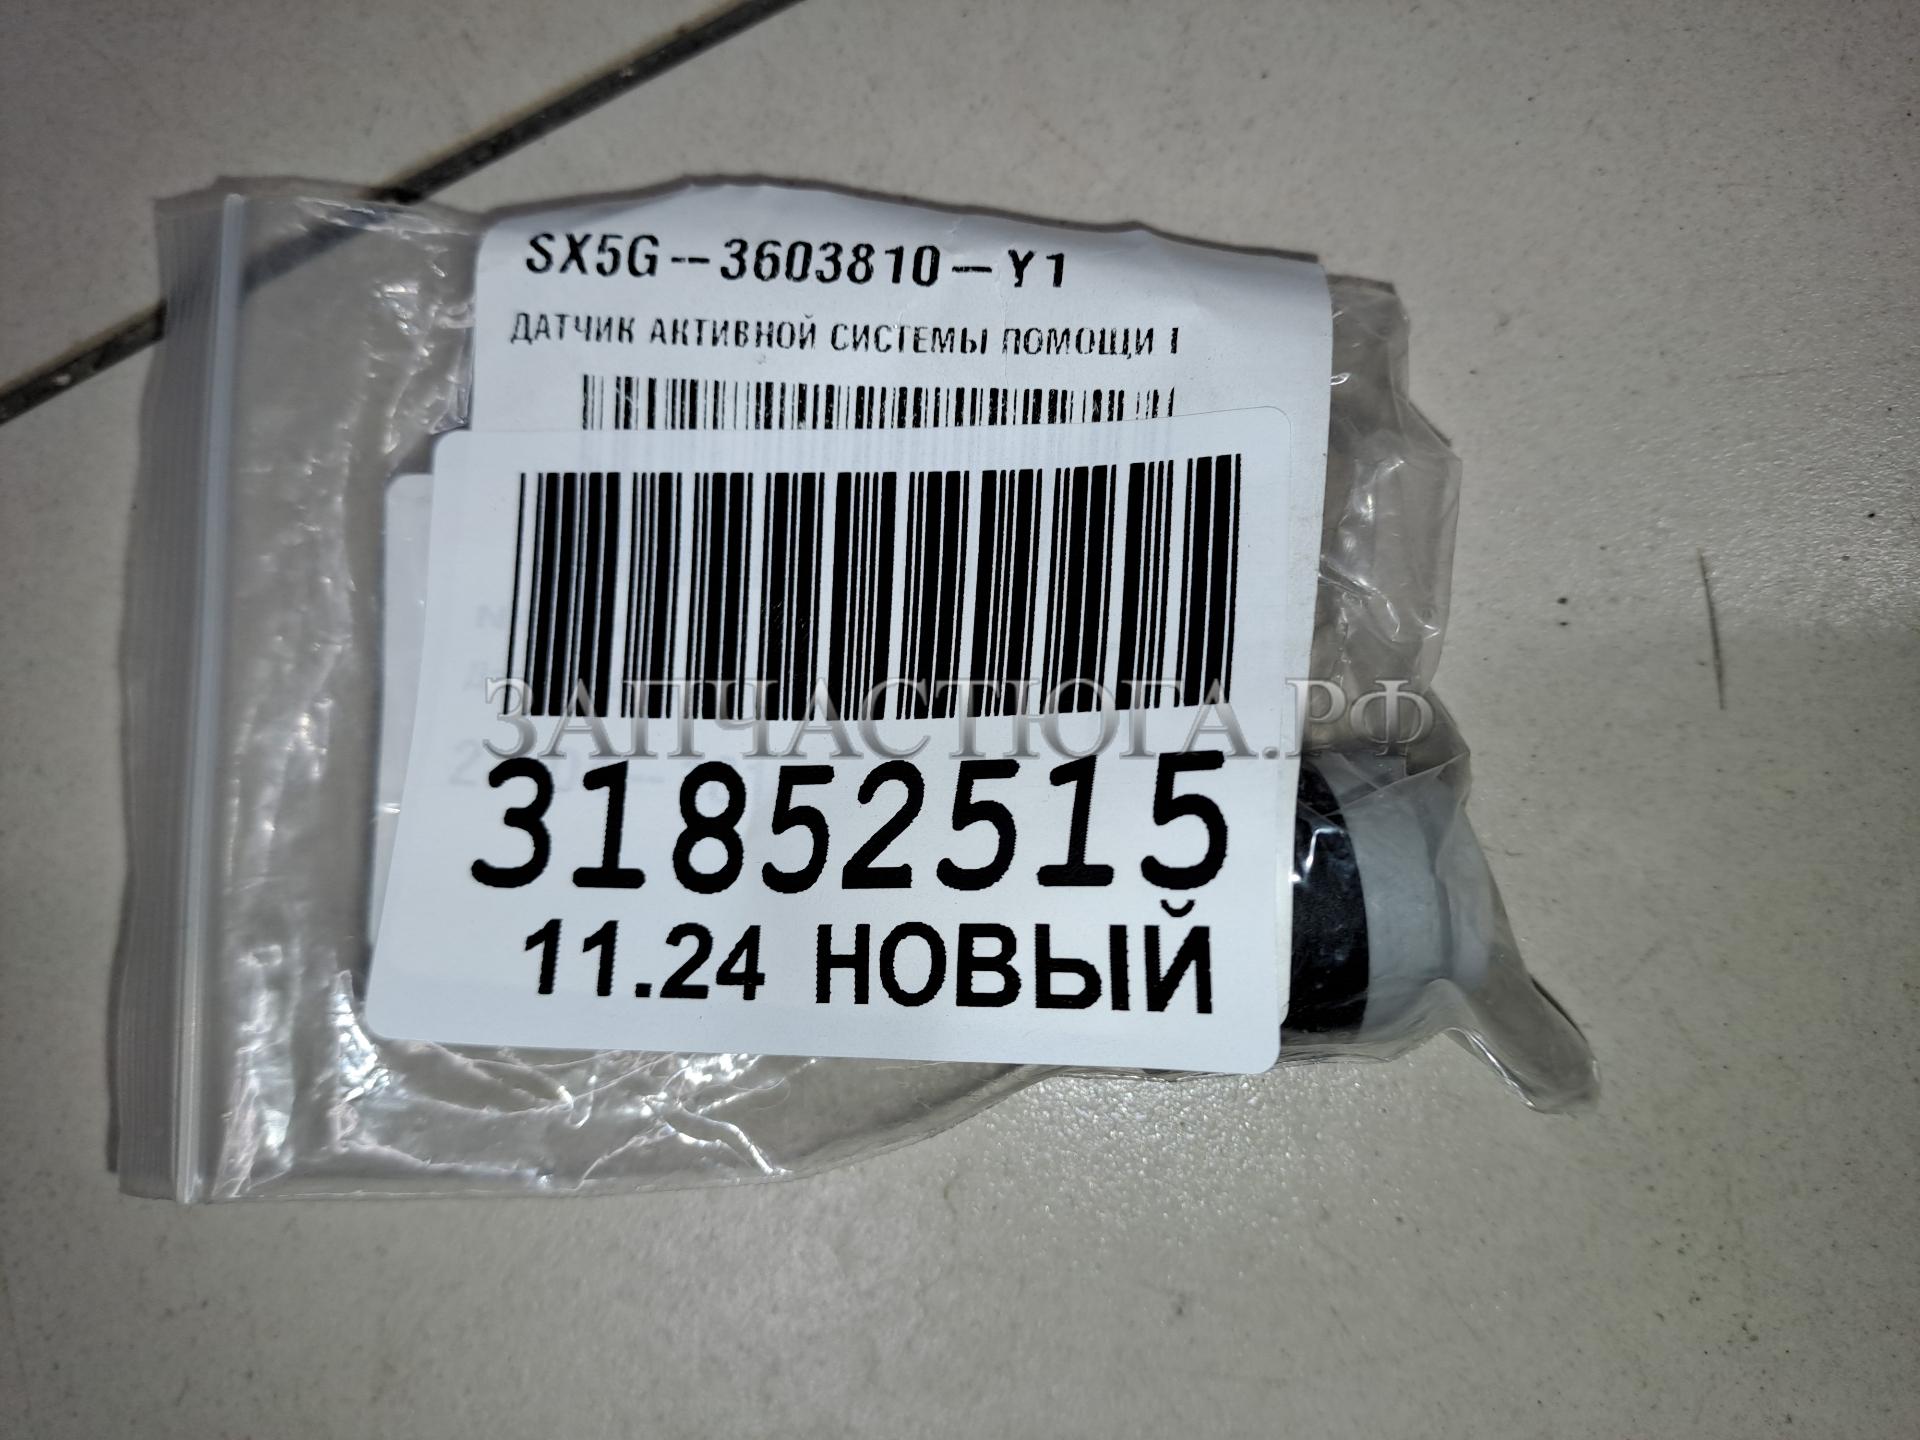 SX5G--3603810-Y1
ДАТЧИК АКТИВНОЙ СИСТЕМЫ ПОМОЩИ
ЗАПЧАСТЮГА.РФ
31852515
11.24 НОВЫЙ